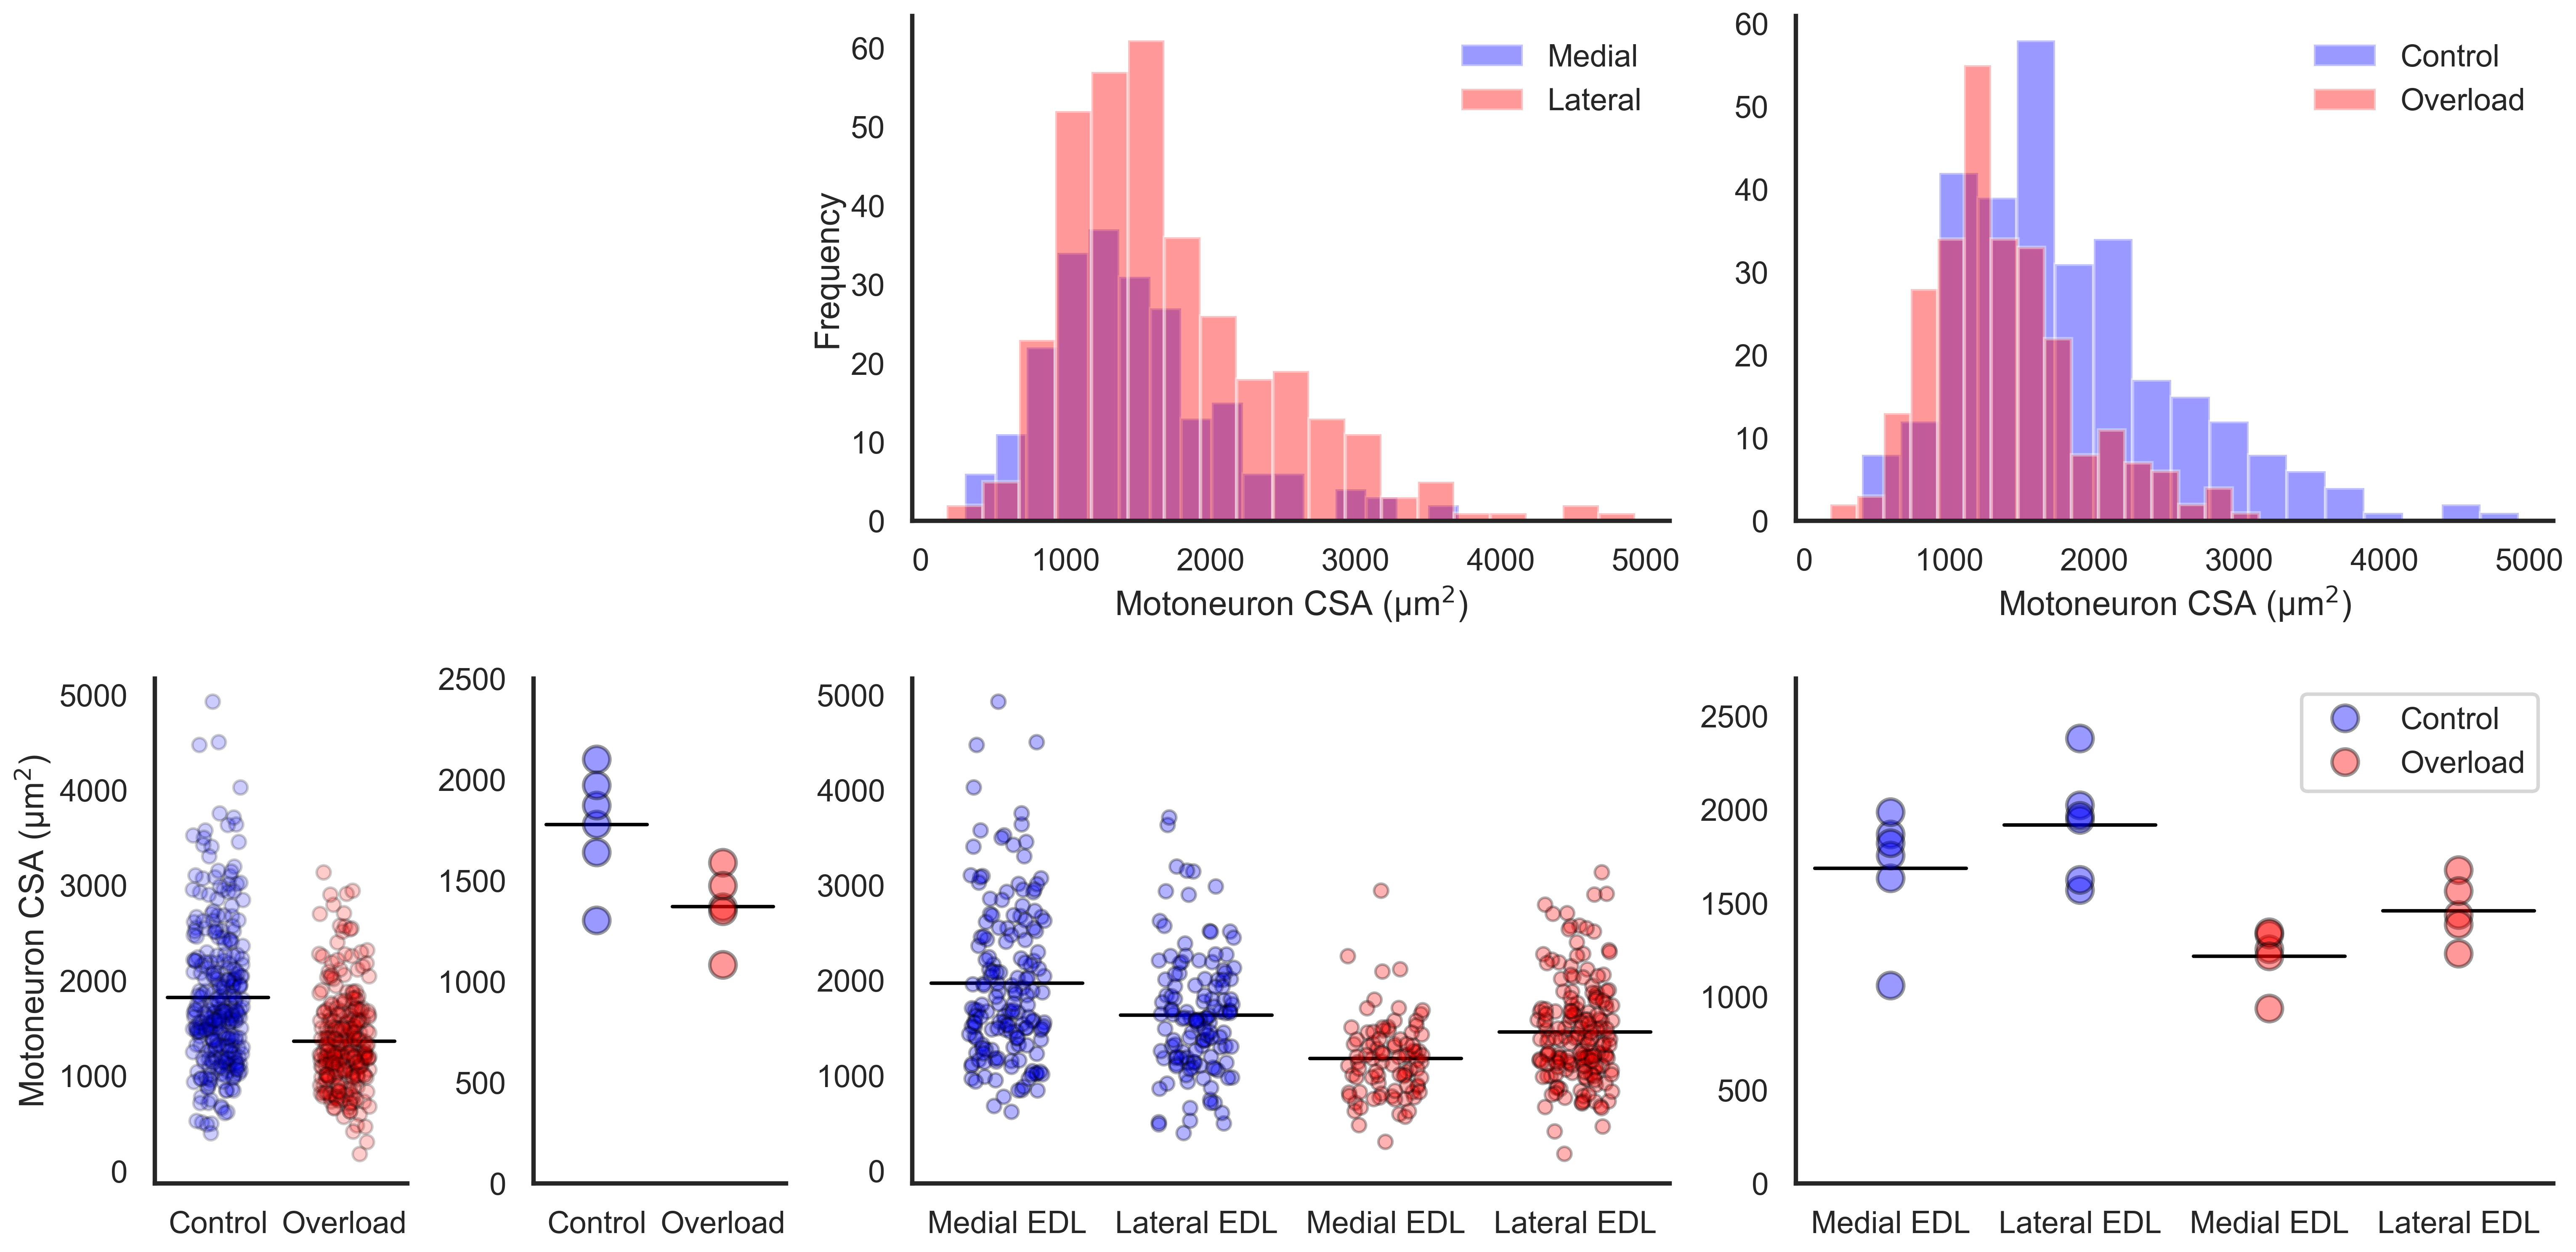 Medial
Lateral
60
50
40
30
20
10
0
Frequency
0 1000 2000 3000 4000 5000
Motoneuron CSA (µm²)
Control
Overload
60
50
40
30
20
10
0
0 1000 2000 3000 4000 5000
Motoneuron CSA (µm²)
Motoneuron CSA (µm²)
5000
4000
3000
2000
1000
0
Control Overload
2500
2000
1500
1000
500
0
Control Overload
5000
4000
3000
2000
1000
0
Medial EDL Lateral EDL Medial EDL Lateral EDL
Control
Overload
2500
2000
1500
1000
500
0
Medial EDL Lateral EDL Medial EDL Lateral EDL